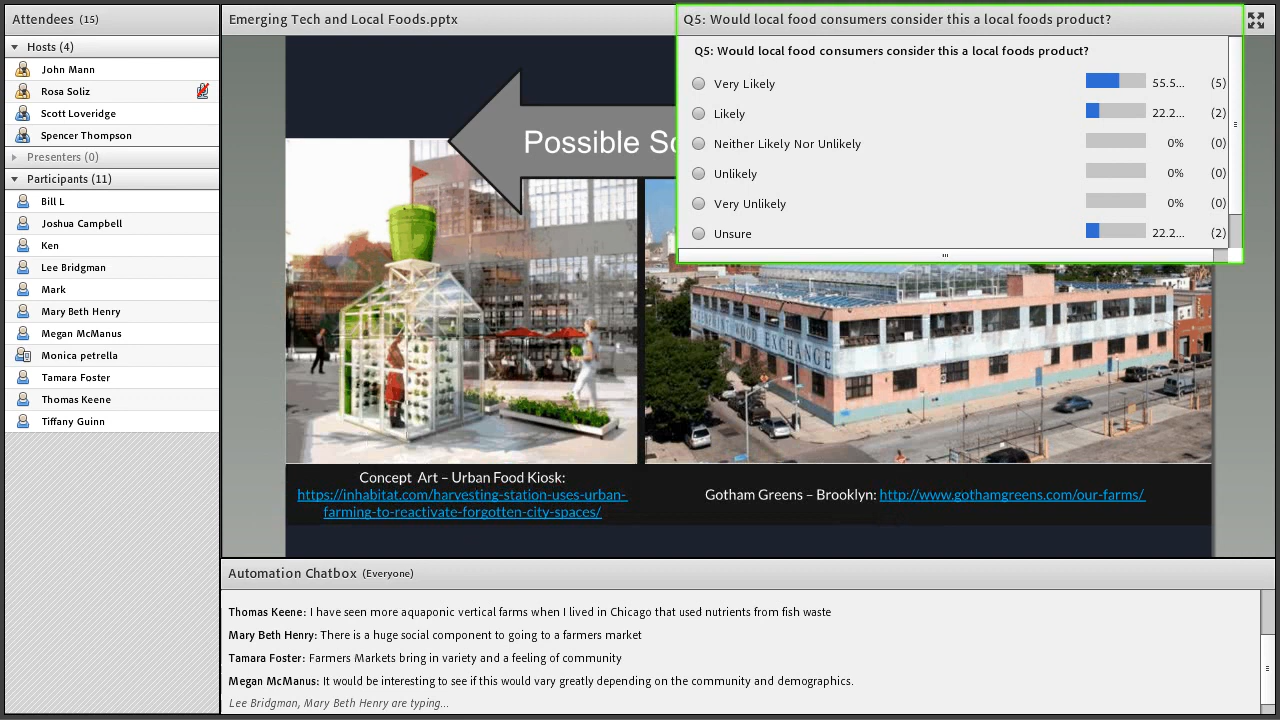 Attendees (15)
Hosts (4)
John Mann
Rosa Soliz
Scott Loveridge
Spencer Thompson
Presenters (0)
Participants (11)
Bill L
Joshua Campbell
Ken
Lee Bridgman
Mark
Mary Beth Henry
Megan McManus
Monica petrella
Tamara Foster
Thomas Keene
Tiffany Guinn
Emerging Tech and Local Foods.pptx
Possible
Q5: Would local food consumers consider this a local foods product?
Q5: Would local food consumers consider this a local foods product?
Very Likely 55.5... (5)
Likely 22.2... (2)
Neither Likely Nor Unlikely 0% (0)
Unlikely 0% (0)
Very Unlikely 0% (0)
Unsure 22.2... (2)
WOOD EXCHANGE
Concept Art – Urban Food Kiosk:
https://inhabitat.com/harvesting-station-uses-urban-
farming-to-reactivate-forgotten-city-spaces/
Gotham Greens – Brooklyn: http://www.gothamgreens.com/our-farms/
Automation Chatbox (Everyone)
Thomas Keene: I have seen more aquaponic vertical farms when I lived in Chicago that used nutrients from fish waste
Mary Beth Henry: There is a huge social component to going to a farmers market
Tamara Foster: Farmers Markets bring in variety and a feeling of community
Megan McManus: It would be interesting to see if this would vary greatly depending on the community and demographics.
Lee Bridgman, Mary Beth Henry are typing...